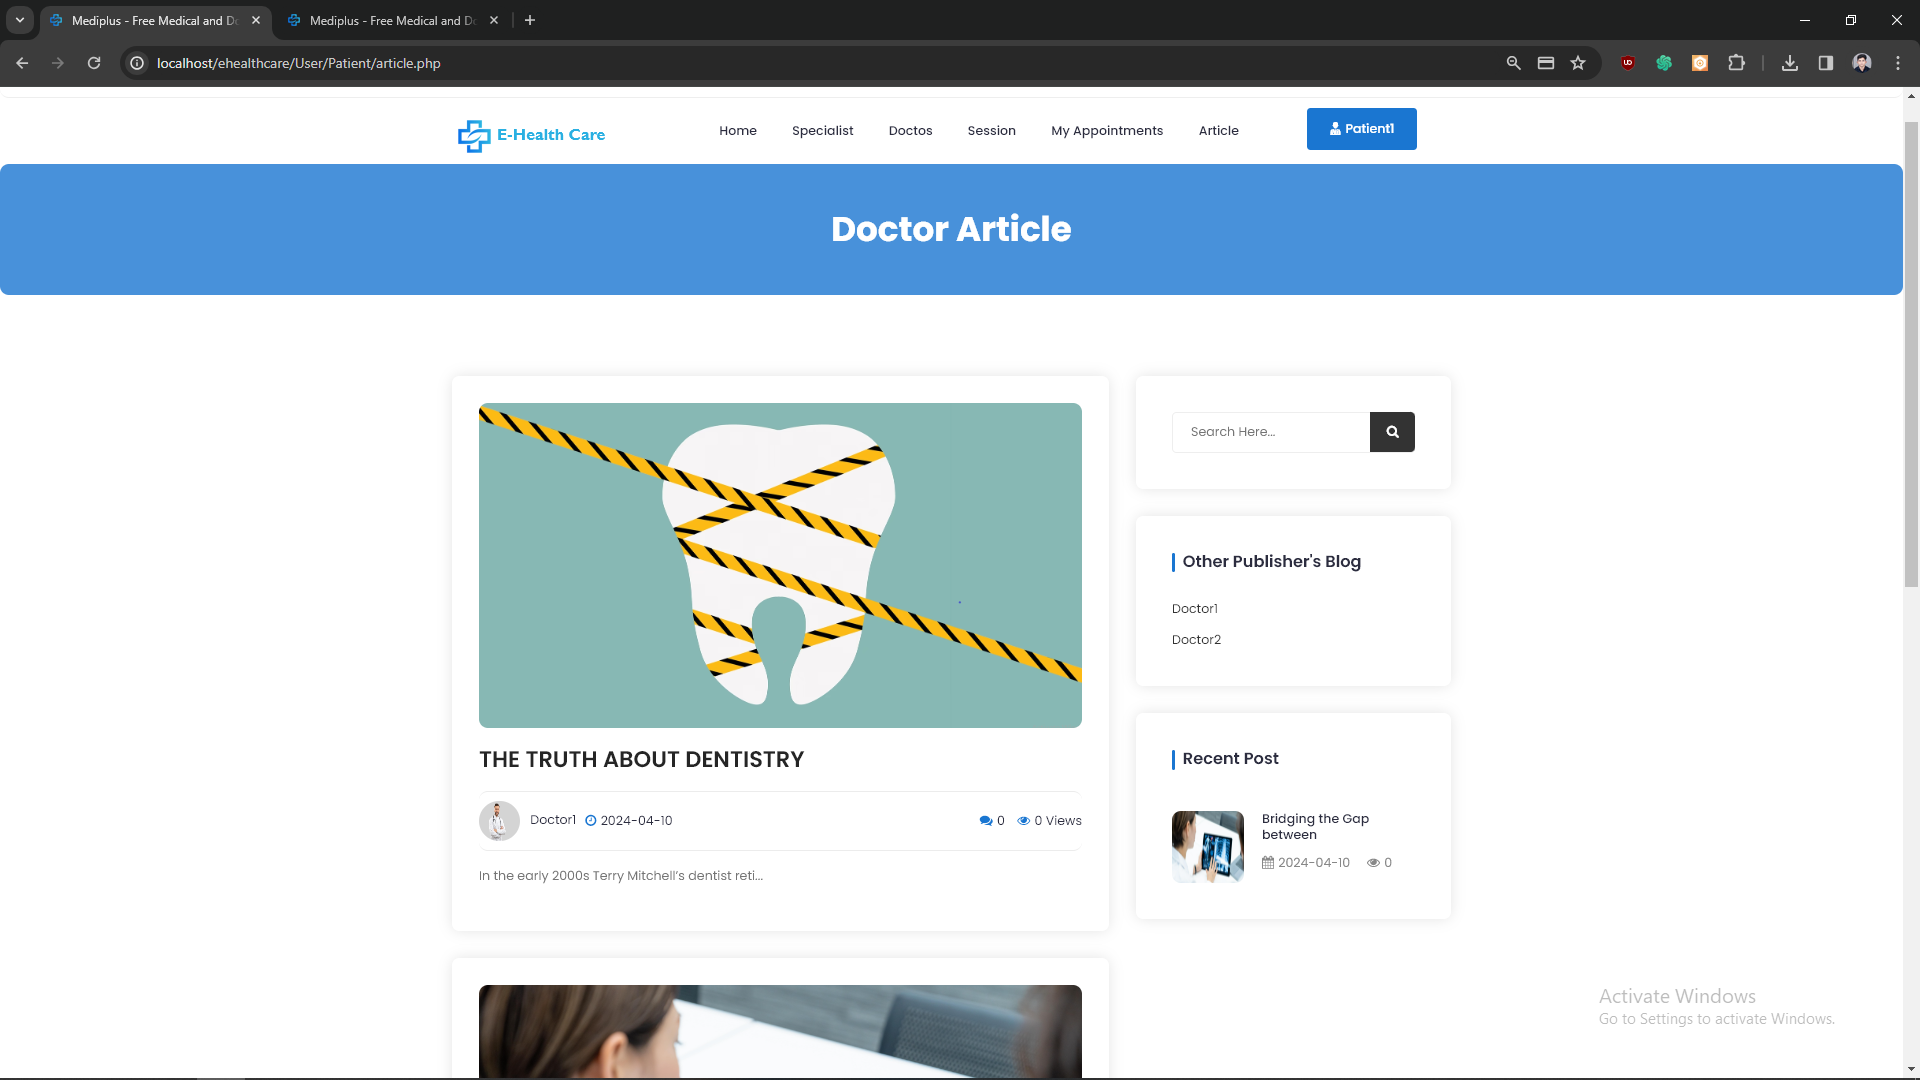 Mediplus - Free Medical and Do
Mediplus - Free Medical and Do
localhost/ehealthcare/User/Patient/article.php
E-Health Care
Home
Specialist
Doctos
Session
My Appointments
Article
Patient1
Doctor Article
Search Here...
Other Publisher's Blog
Doctor1
Doctor2
THE TRUTH ABOUT DENTISTRY
Doctor1 2024-04-10
0 0 Views
In the early 2000s Terry Mitchell’s dentist reti...
Recent Post
Bridging the Gap
between
2024-04-10 0
Activate Windows
Go to Settings to activate Windows.